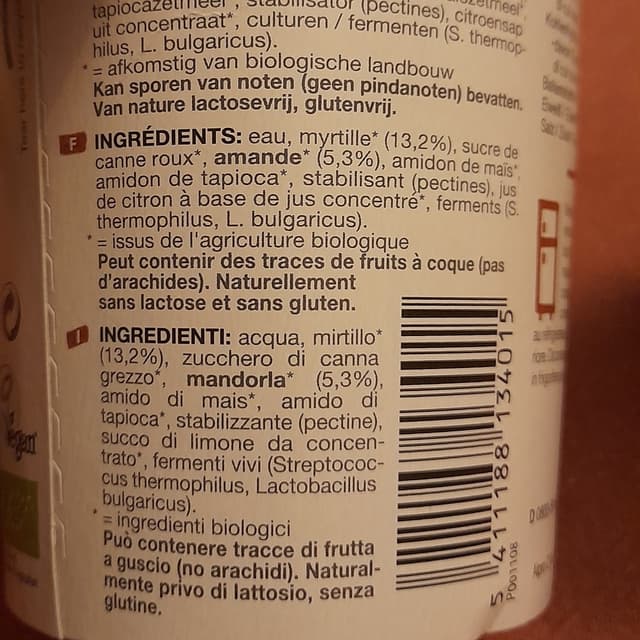 tapiocazetmeel*, stabilisator (pectines), citroensap
uit concentraat*, culturen / fermenten (S. thermop-
hilus, L. bulgaricus).
* = afkomstig van biologische landbouw
Kan sporen van noten (geen pindanoten) bevatten.
Van nature lactosevrij, glutenvrij.
F INGRÉDIENTS: eau, myrtille* (13,2%), sucre de
canne roux*, amande* (5,3%), amidon de maïs*,
amidon de tapioca*, stabilisant (pectines), jus
de citron à base de jus concentré*, ferments (S.
thermophilus, L. bulgaricus).
* = issus de l'agriculture biologique
Peut contenir des traces de fruits à coque (pas
d'arachides). Naturellement
sans lactose et sans gluten.
I INGREDIENTI: acqua, mirtillo*
(13,2%), zucchero di canna
grezzo*, mandorla* (5,3%),
amido di mais*, amido di
tapioca*, stabilizzante (pectine),
succo di limone da concen-
trato*, fermenti vivi (Streptococ-
cus thermophilus, Lactobacillus
bulgaricus).
* = ingredienti biologici
Può contenere tracce di frutta
a guscio (no arachidi). Natural-
mente privo di lattosio, senza
glutine.
5 411188 134015
P001108
Vegan